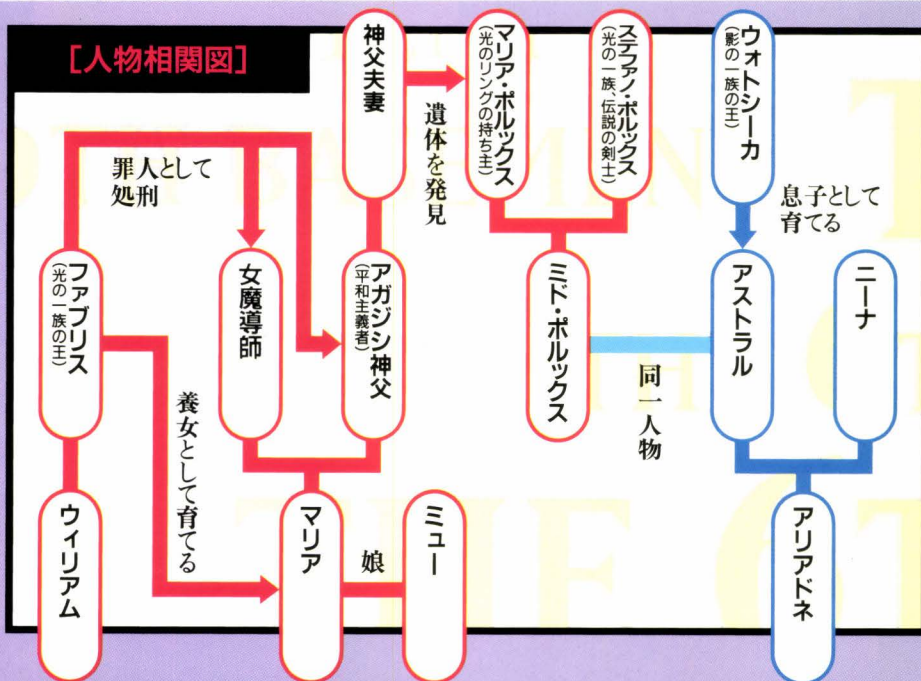 [人物相関図]
神父夫妻
マリア・ポルックス
(光のリングの持ち主)
ステファノ・ポルックス
(光の一族、伝説の剣士)
ウォトシーカ
(影の一族の王)
罪人として
処刑
遺体を発見
息子として
育てる
ファブリス
(光の一族の王)
女魔導師
アガジシ神父
(平和主義者)
ミド・ポルックス
アストラル
ニーナ
同一人物
養女として育てる
ウィリアム
マリア
娘
ミュー
アリアドネ